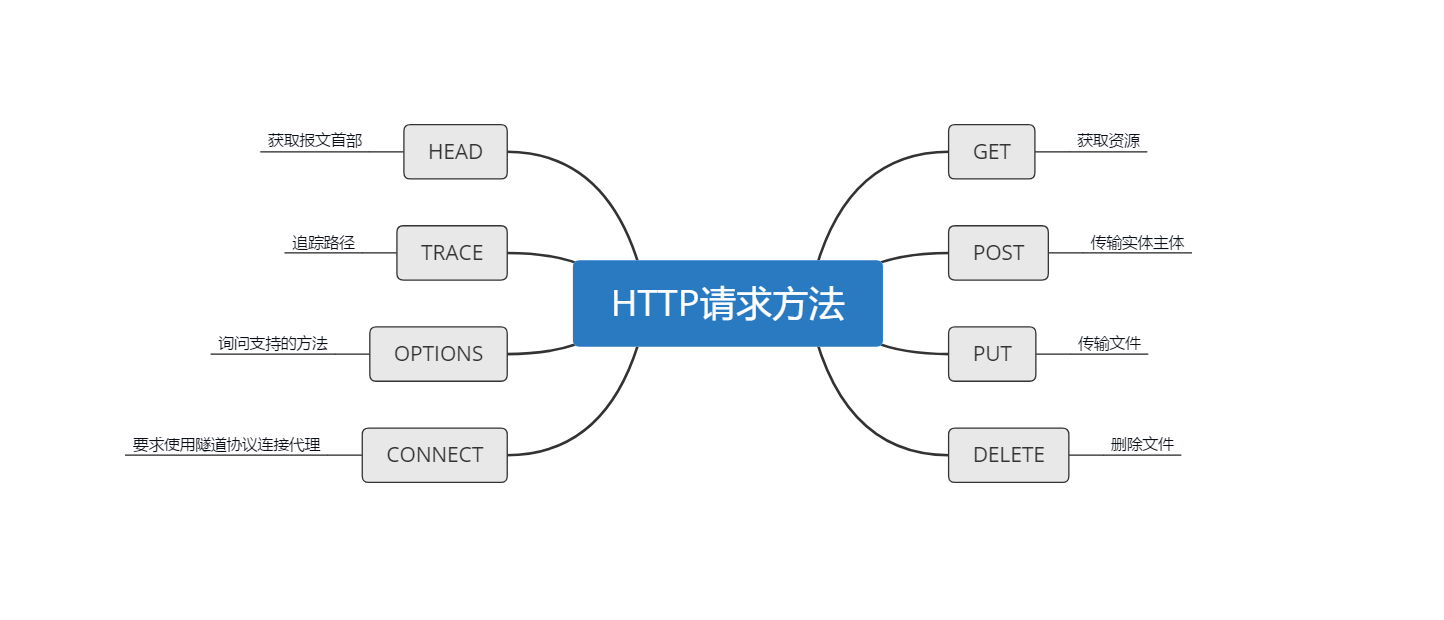 HTTP请求方法
GET
获取资源
POST
传输实体主体
PUT
传输文件
DELETE
删除文件
HEAD
获取报文首部
TRACE
追踪路径
OPTIONS
询问支持的方法
CONNECT
要求使用隧道协议连接代理